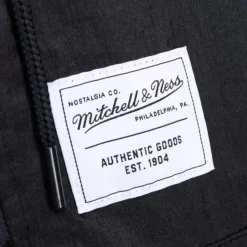 NOSTALGIA CO.
Mitchell & Ness
PHILADELPHIA, PA.
AUTHENTIC GOODS
EST. 1904